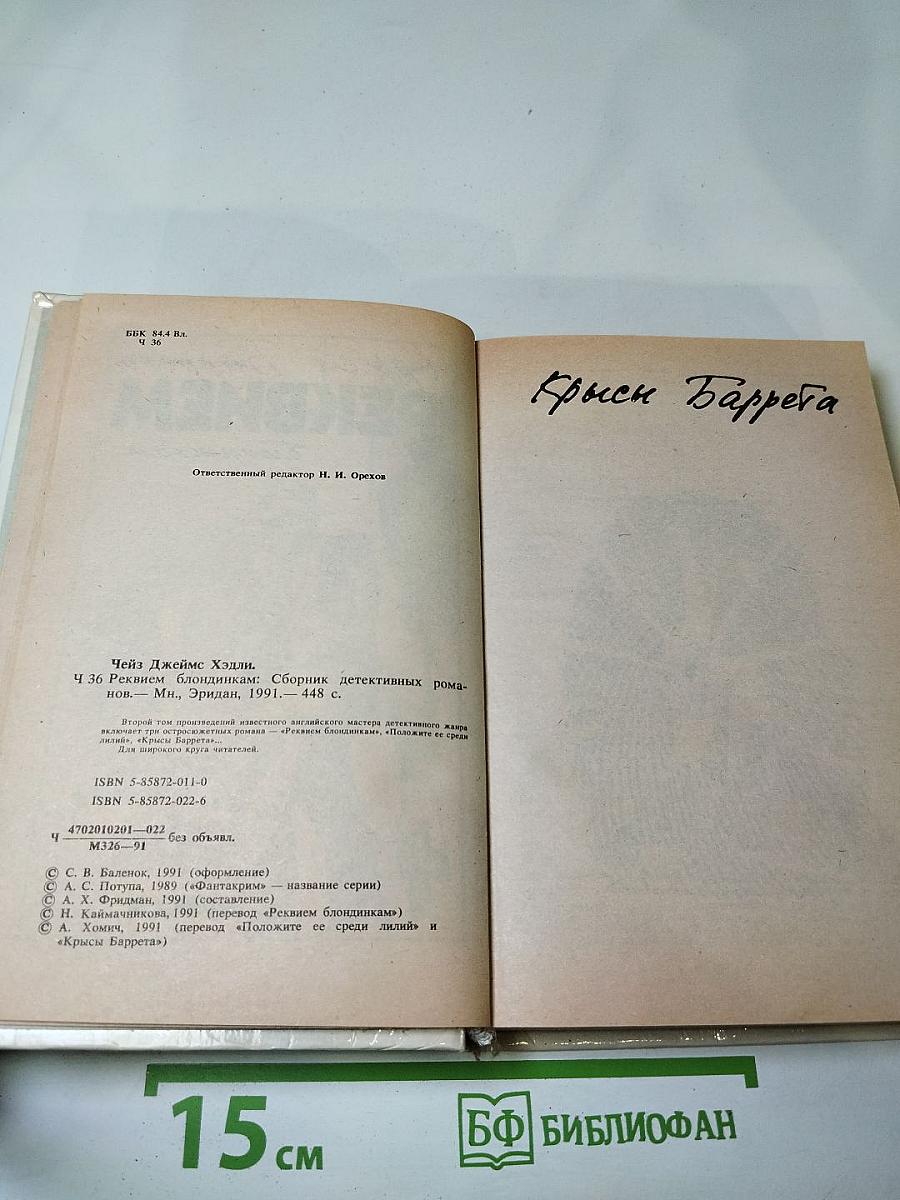 ББК 84.4 Вл.
Ч 36
Ответственный редактор Н. И. Орехов
Чейз Джеймс Хэдли.
Ч 36 Реквием блондинкам: Сборник детективных рома-
нов.— Мн., Эридан, 1991.— 448 с.
Второй том произведений известного английского мастера детективного жанра
включает три остросюжетных романа — «Реквием блондинкам», «Положите ее среди
лилий», «Крысы Баррета»...
Для широкого круга читателей.
ISBN 5-85872-011-0
ISBN 5-85872-022-6
Ч 4702010201—022 без объявл.
М326—91
© С. В. Баленок, 1991 (оформление)
© А. С. Потупа, 1989 («Фантакрим» — название серии)
© А. Х. Фридман, 1991 (составление)
© Н. Каймачникова, 1991 (перевод «Реквием блондинкам»)
© А. Хомич, 1991 (перевод «Положите ее среди лилий» и
«Крысы Баррета»)
Крысы Баррета
15 см
БФ БИБЛИОФАН